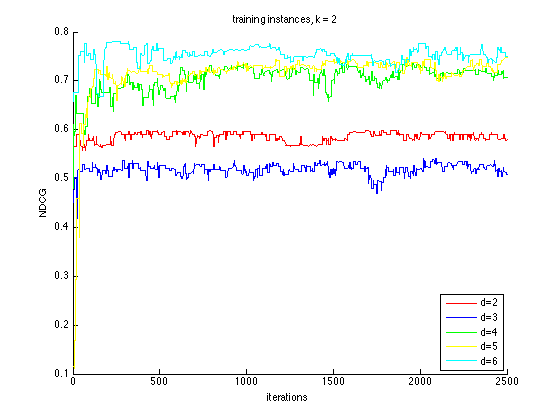 training instances, k = 2
0.8
0.7
0.6
0.5
0.4
0.3
0.2
0.1
NDCG
0
500
1000
1500
2000
2500
iterations
d=2
d=3
d=4
d=5
d=6